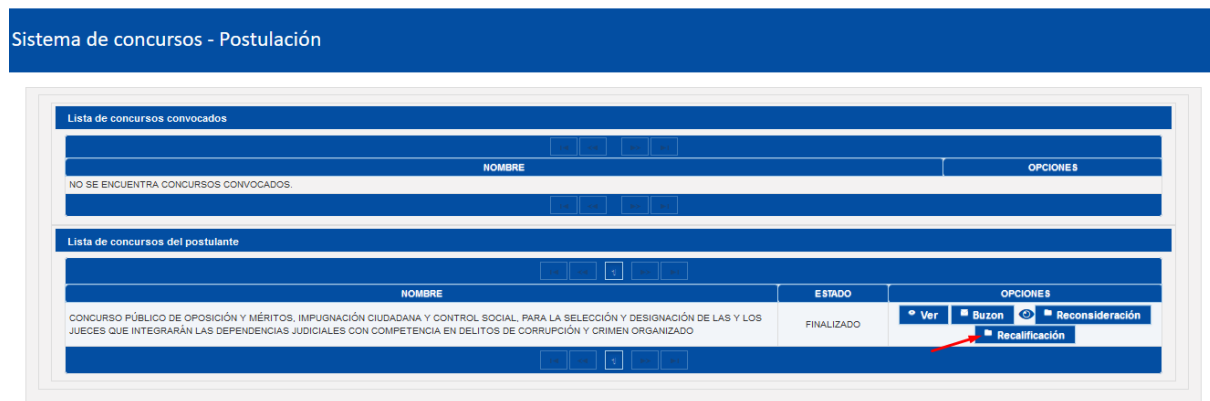 Sistema de concursos - Postulación
Lista de concursos convocados
NOMBRE OPCIONES
NO SE ENCUENTRA CONCURSOS CONVOCADOS.
Lista de concursos del postulante
1
NOMBRE ESTADO OPCIONES
CONCURSO PÚBLICO DE OPOSICIÓN Y MÉRITOS, IMPUGNACIÓN CIUDADANA Y CONTROL SOCIAL, PARA LA SELECCIÓN Y DESIGNACIÓN DE LAS Y LOS
JUECES QUE INTEGRARÁN LAS DEPENDENCIAS JUDICIALES CON COMPETENCIA EN DELITOS DE CORRUPCIÓN Y CRIMEN ORGANIZADO
FINALIZADO
Ver Buzon Reconsideración
Recalificación
1